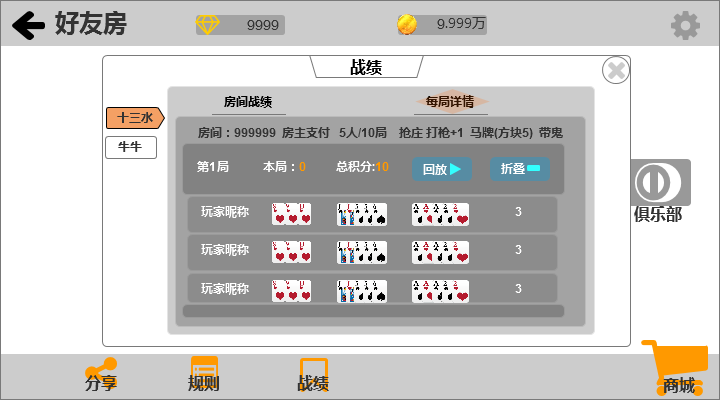 好友房
9999
9.999万
战绩
房间战绩
每局详情
十三水
牛牛
房间：999999 房主支付 5人/10局 抢庄 打枪+1 马牌(方块5) 带鬼
第1局 本局：0 总积分:10 回放 折叠
玩家昵称 3
玩家昵称 3
玩家昵称 3
俱乐部
分享 规则 战绩 商城